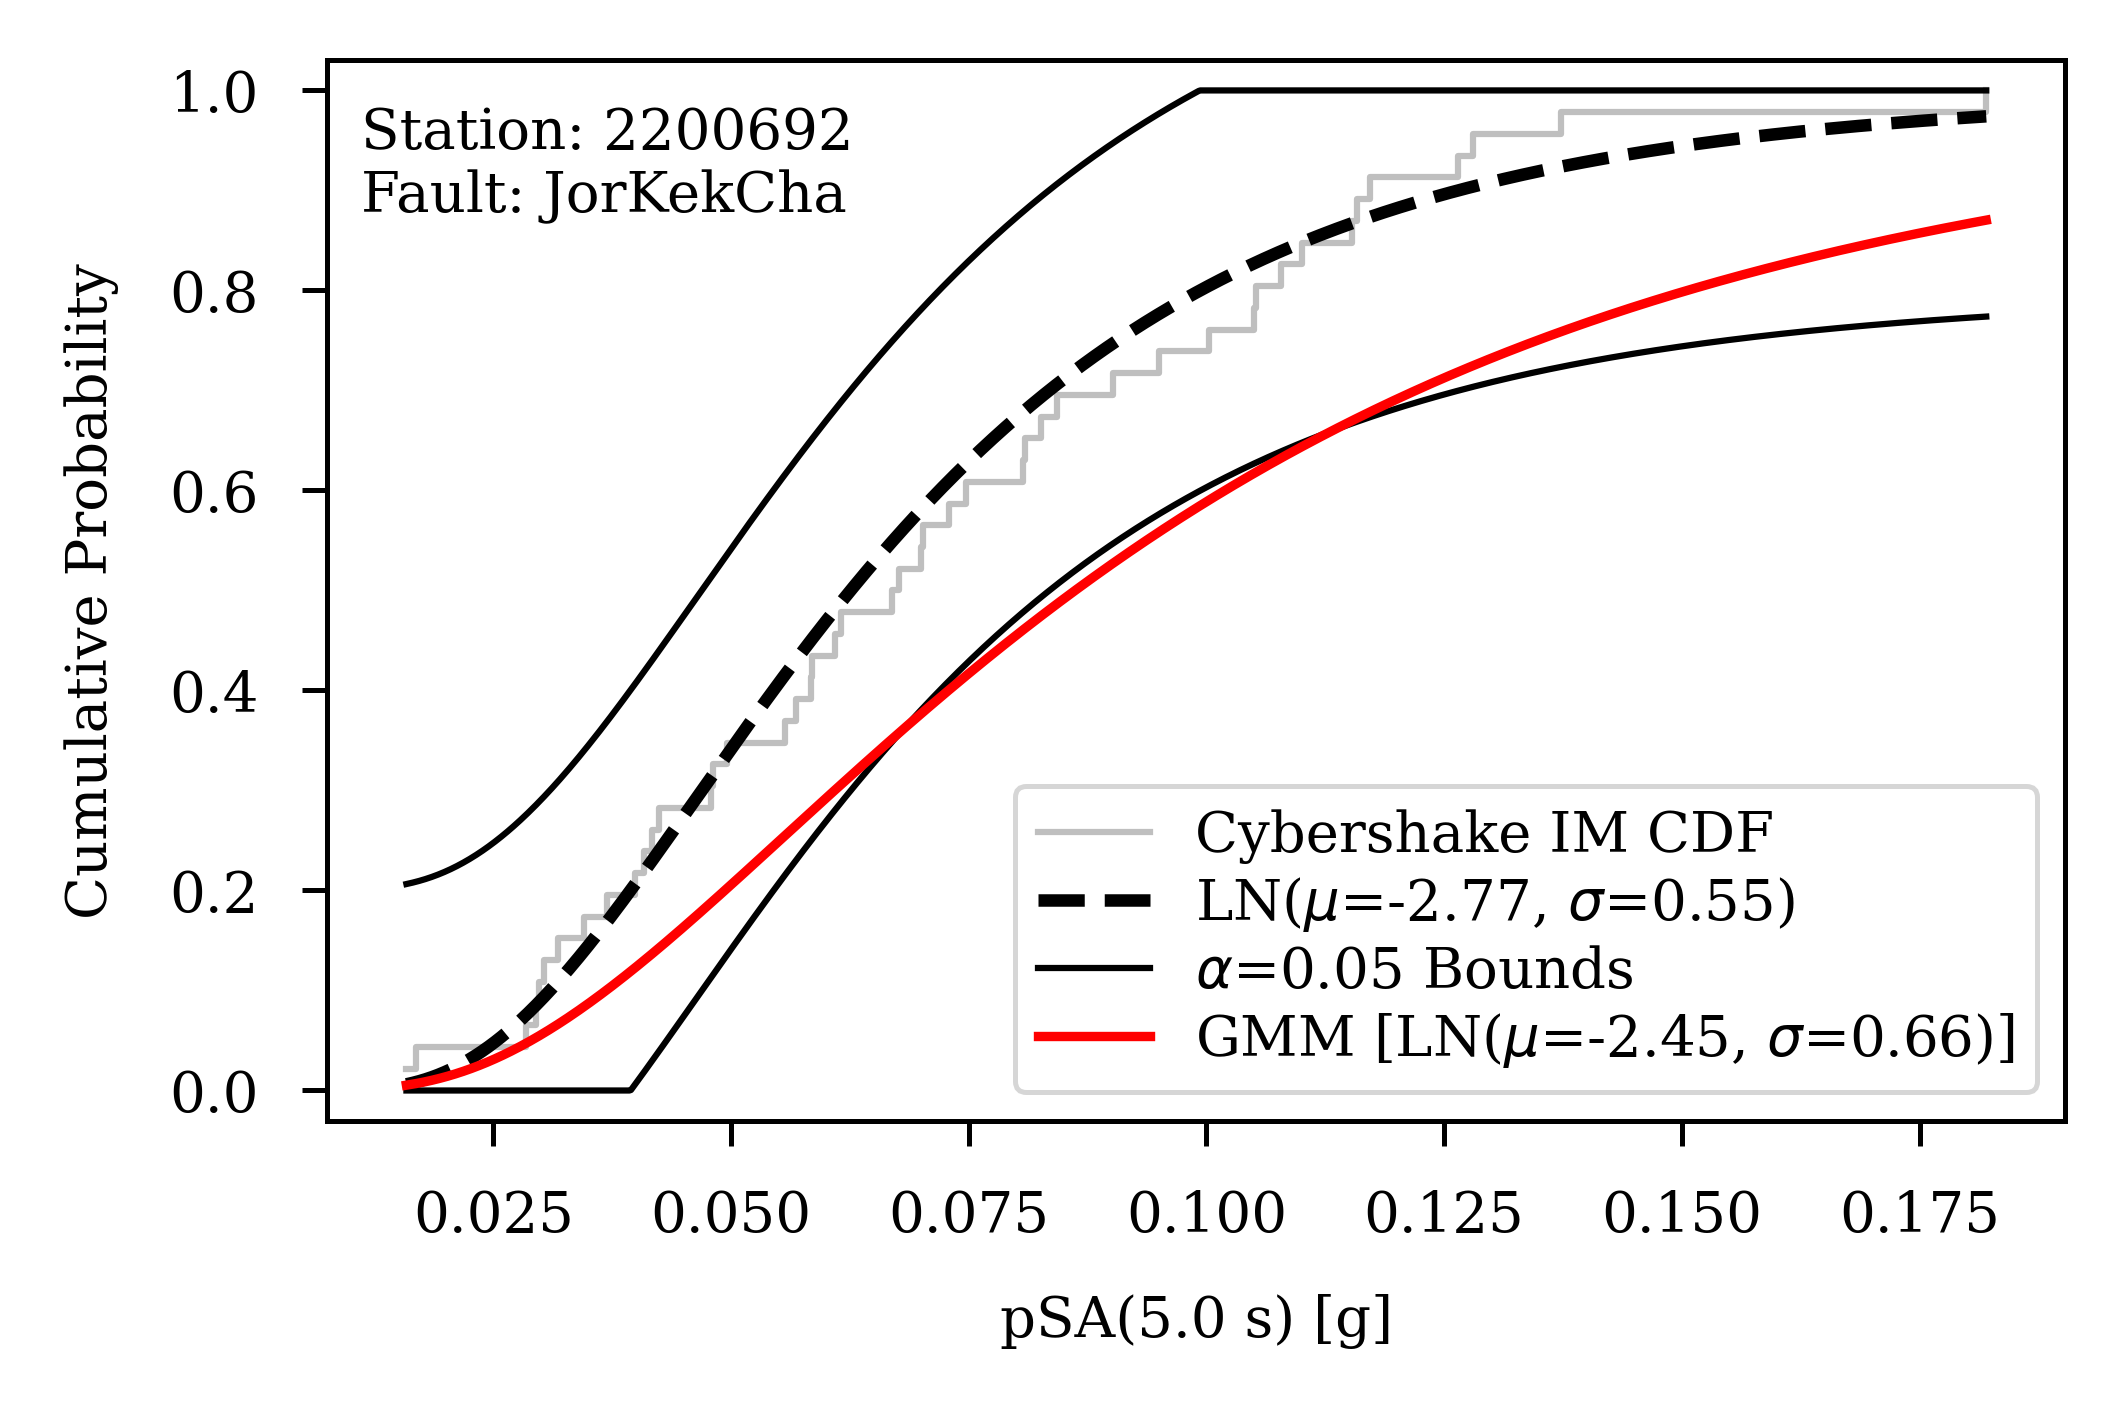 Station: 2200692
Fault: JorKekCha
Cumulative Probability
1.0
0.8
0.6
0.4
0.2
0.0
Cybershake IM CDF
LN(μ=-2.77, σ=0.55)
α=0.05 Bounds
GMM [LN(μ=-2.45, σ=0.66)]
0.025 0.050 0.075 0.100 0.125 0.150 0.175
pSA(5.0 s) [g]